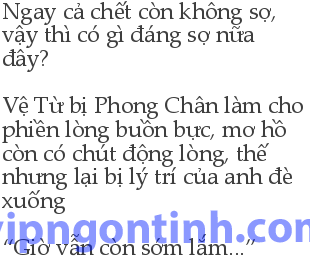 Ngay cả chết còn không sợ,
vậy thì có gì đáng sợ nữa
đây?
Vệ Từ bị Phong Chân làm cho
phiền lòng buồn bực, mơ hồ
còn có chút động lòng, thế
nhưng lại bị lý trí của anh đè
xuống
vipngontinh.com
“Giờ vẫn còn sớm lắm...”